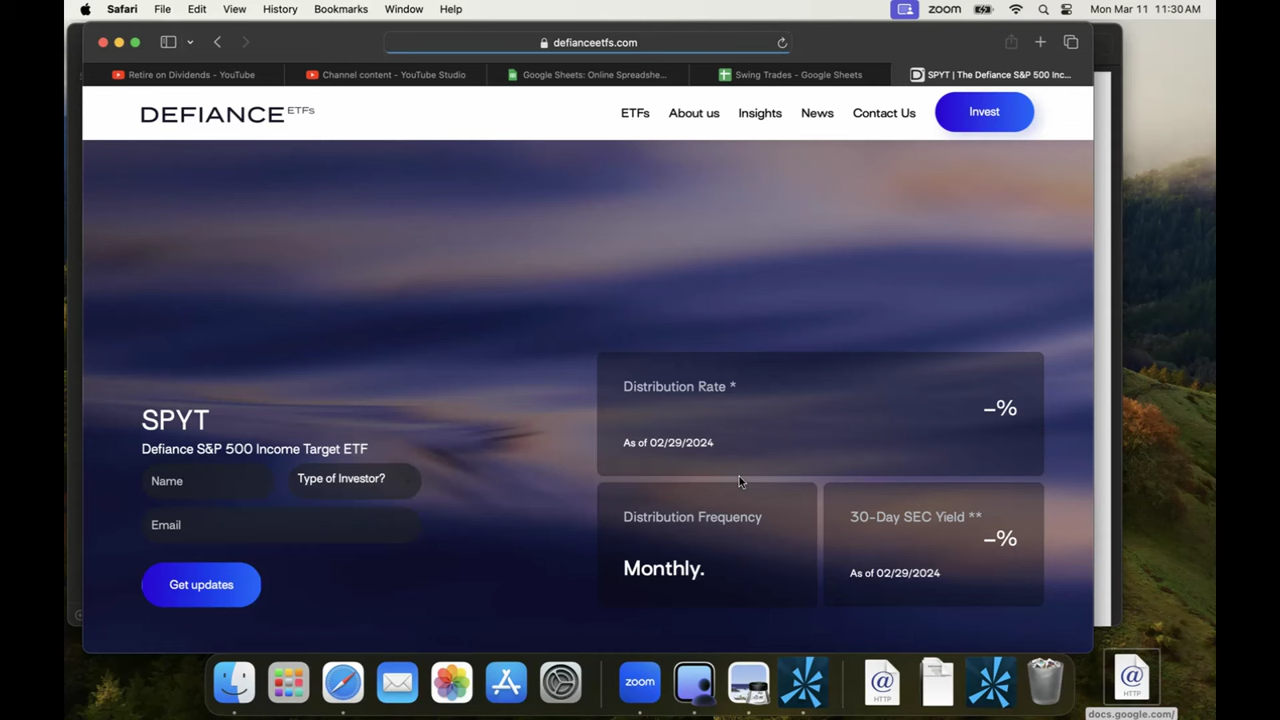 Safari File Edit View History Bookmarks Window Help zoom Mon Mar 11 11:30 AM
defianceetfs.com
Retire on Dividends - YouTube Channel content - YouTube Studio Google Sheets: Online Spreadshe... Swing Trades - Google Sheets SPYT | The Defiance S&P 500 Inc...
DEFIANCE ETFs ETFs About us Insights News Contact Us Invest
Distribution Rate *
-%
As of 02/29/2024
SPYT
Defiance S&P 500 Income Target ETF
Name Type of Investor?
Email
Get updates
Distribution Frequency
Monthly.
30-Day SEC Yield **
-%
As of 02/29/2024
zoom
HTTP
HTTP
docs.google.com/